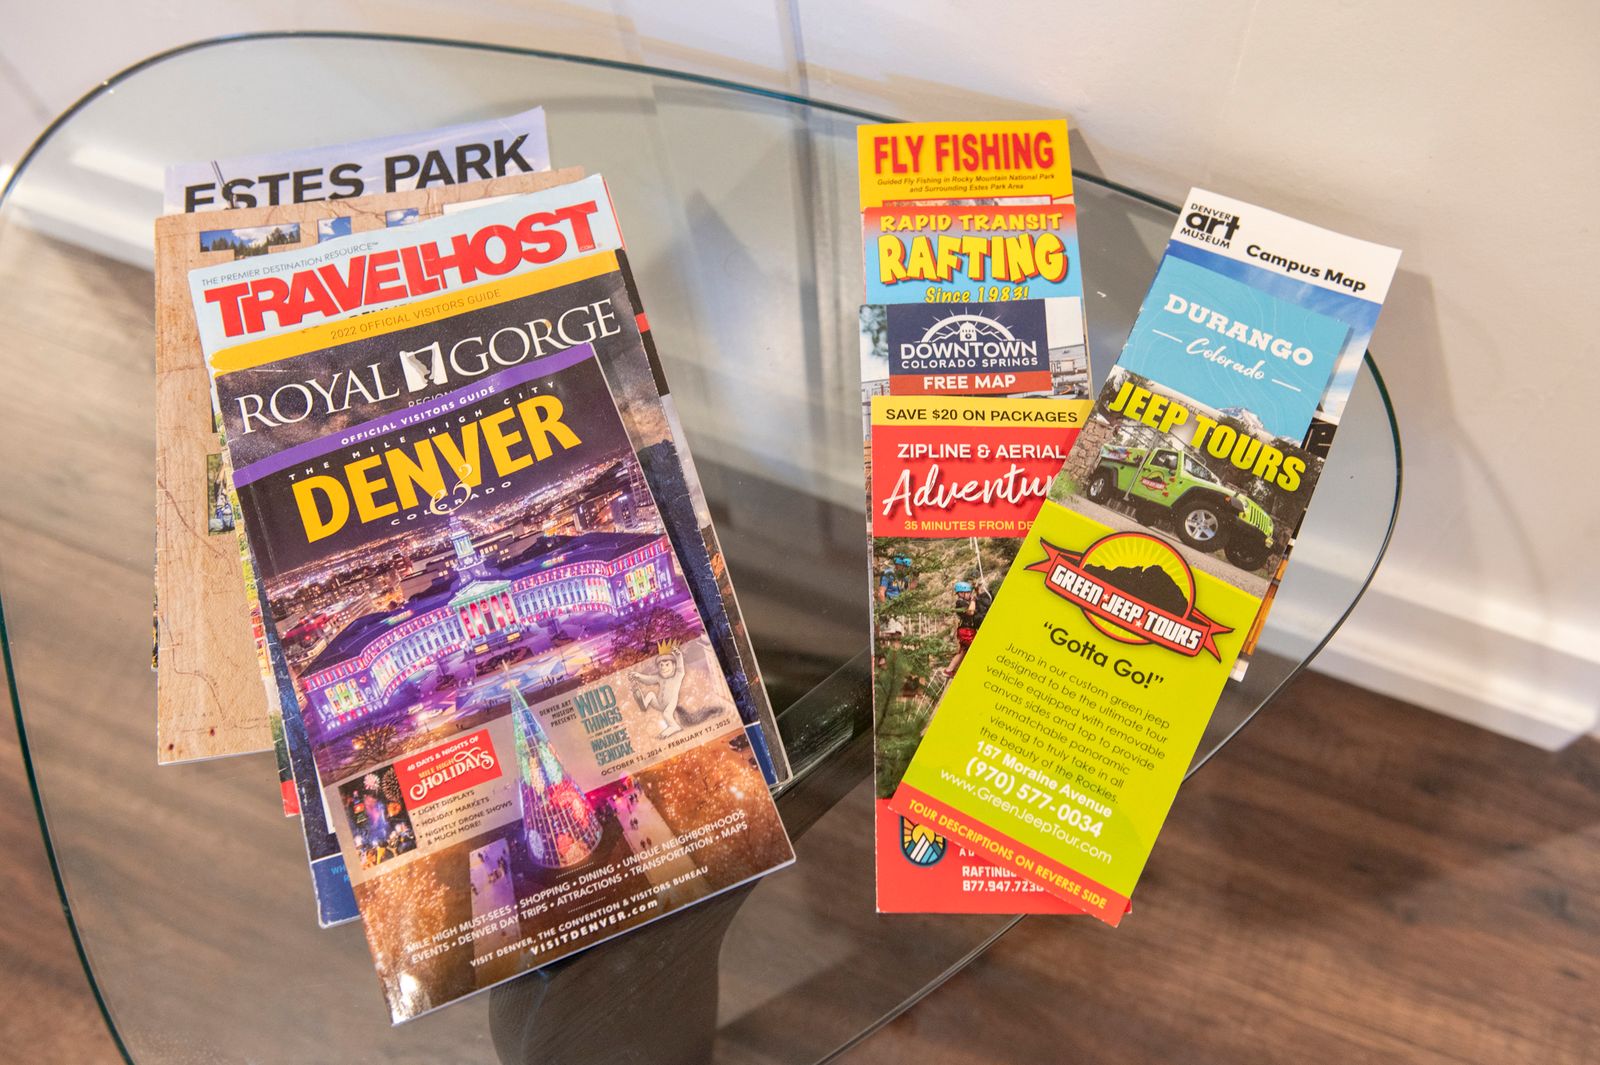 ESTES PARK
THE PREMIER DESTINATION RESOURCE™
TRAVELHOST
2022 OFFICIAL VISITORS GUIDE
ROYAL GORGE
REGION
OFFICIAL VISITORS GUIDE
THE MILE HIGH CITY
DENVER
&
COLORADO
DENVER ART
MUSEUM
PRESENTS
WILD
THINGS
MAURICE
SENDAK
OCTOBER 13, 2024 - FEBRUARY 17, 2025
40 DAYS & NIGHTS OF
MILE HIGH
HOLIDAYS
• LIGHT DISPLAYS
• HOLIDAY MARKETS
• NIGHTLY DRONE SHOWS
& MUCH MORE!
MILE HIGH MUST-SEES • SHOPPING • DINING • UNIQUE NEIGHBORHOODS
EVENTS • DENVER DAY TRIPS • ATTRACTIONS • TRANSPORTATION • MAPS
VISIT DENVER, THE CONVENTION & VISITORS BUREAU
VISITDENVER.com
FLY FISHING
Guided Fly Fishing in Rocky Mountain National Park
and Surrounding Estes Park Area
RAPID TRANSIT
RAFTING
Since 1983!
DOWNTOWN
COLORADO SPRINGS
FREE MAP
SAVE $20 ON PACKAGES
ZIPLINE & AERIAL
Adventu
35 MINUTES FROM DE
RAFTING
877.947.723
DENVER
art
MUSEUM
Campus Map
DURANGO
Colorado
JEEP TOURS
GREEN JEEP TOURS
"Gotta Go!"
Jump in our custom green jeep
designed to be the ultimate tour
vehicle equipped with removable
canvas sides and top to provide
unmatchable panoramic
viewing to truly take in all
the beauty of the Rockies.
157 Moraine Avenue
(970) 577-0034
www.GreenJeepTour.com
TOUR DESCRIPTIONS ON REVERSE SIDE